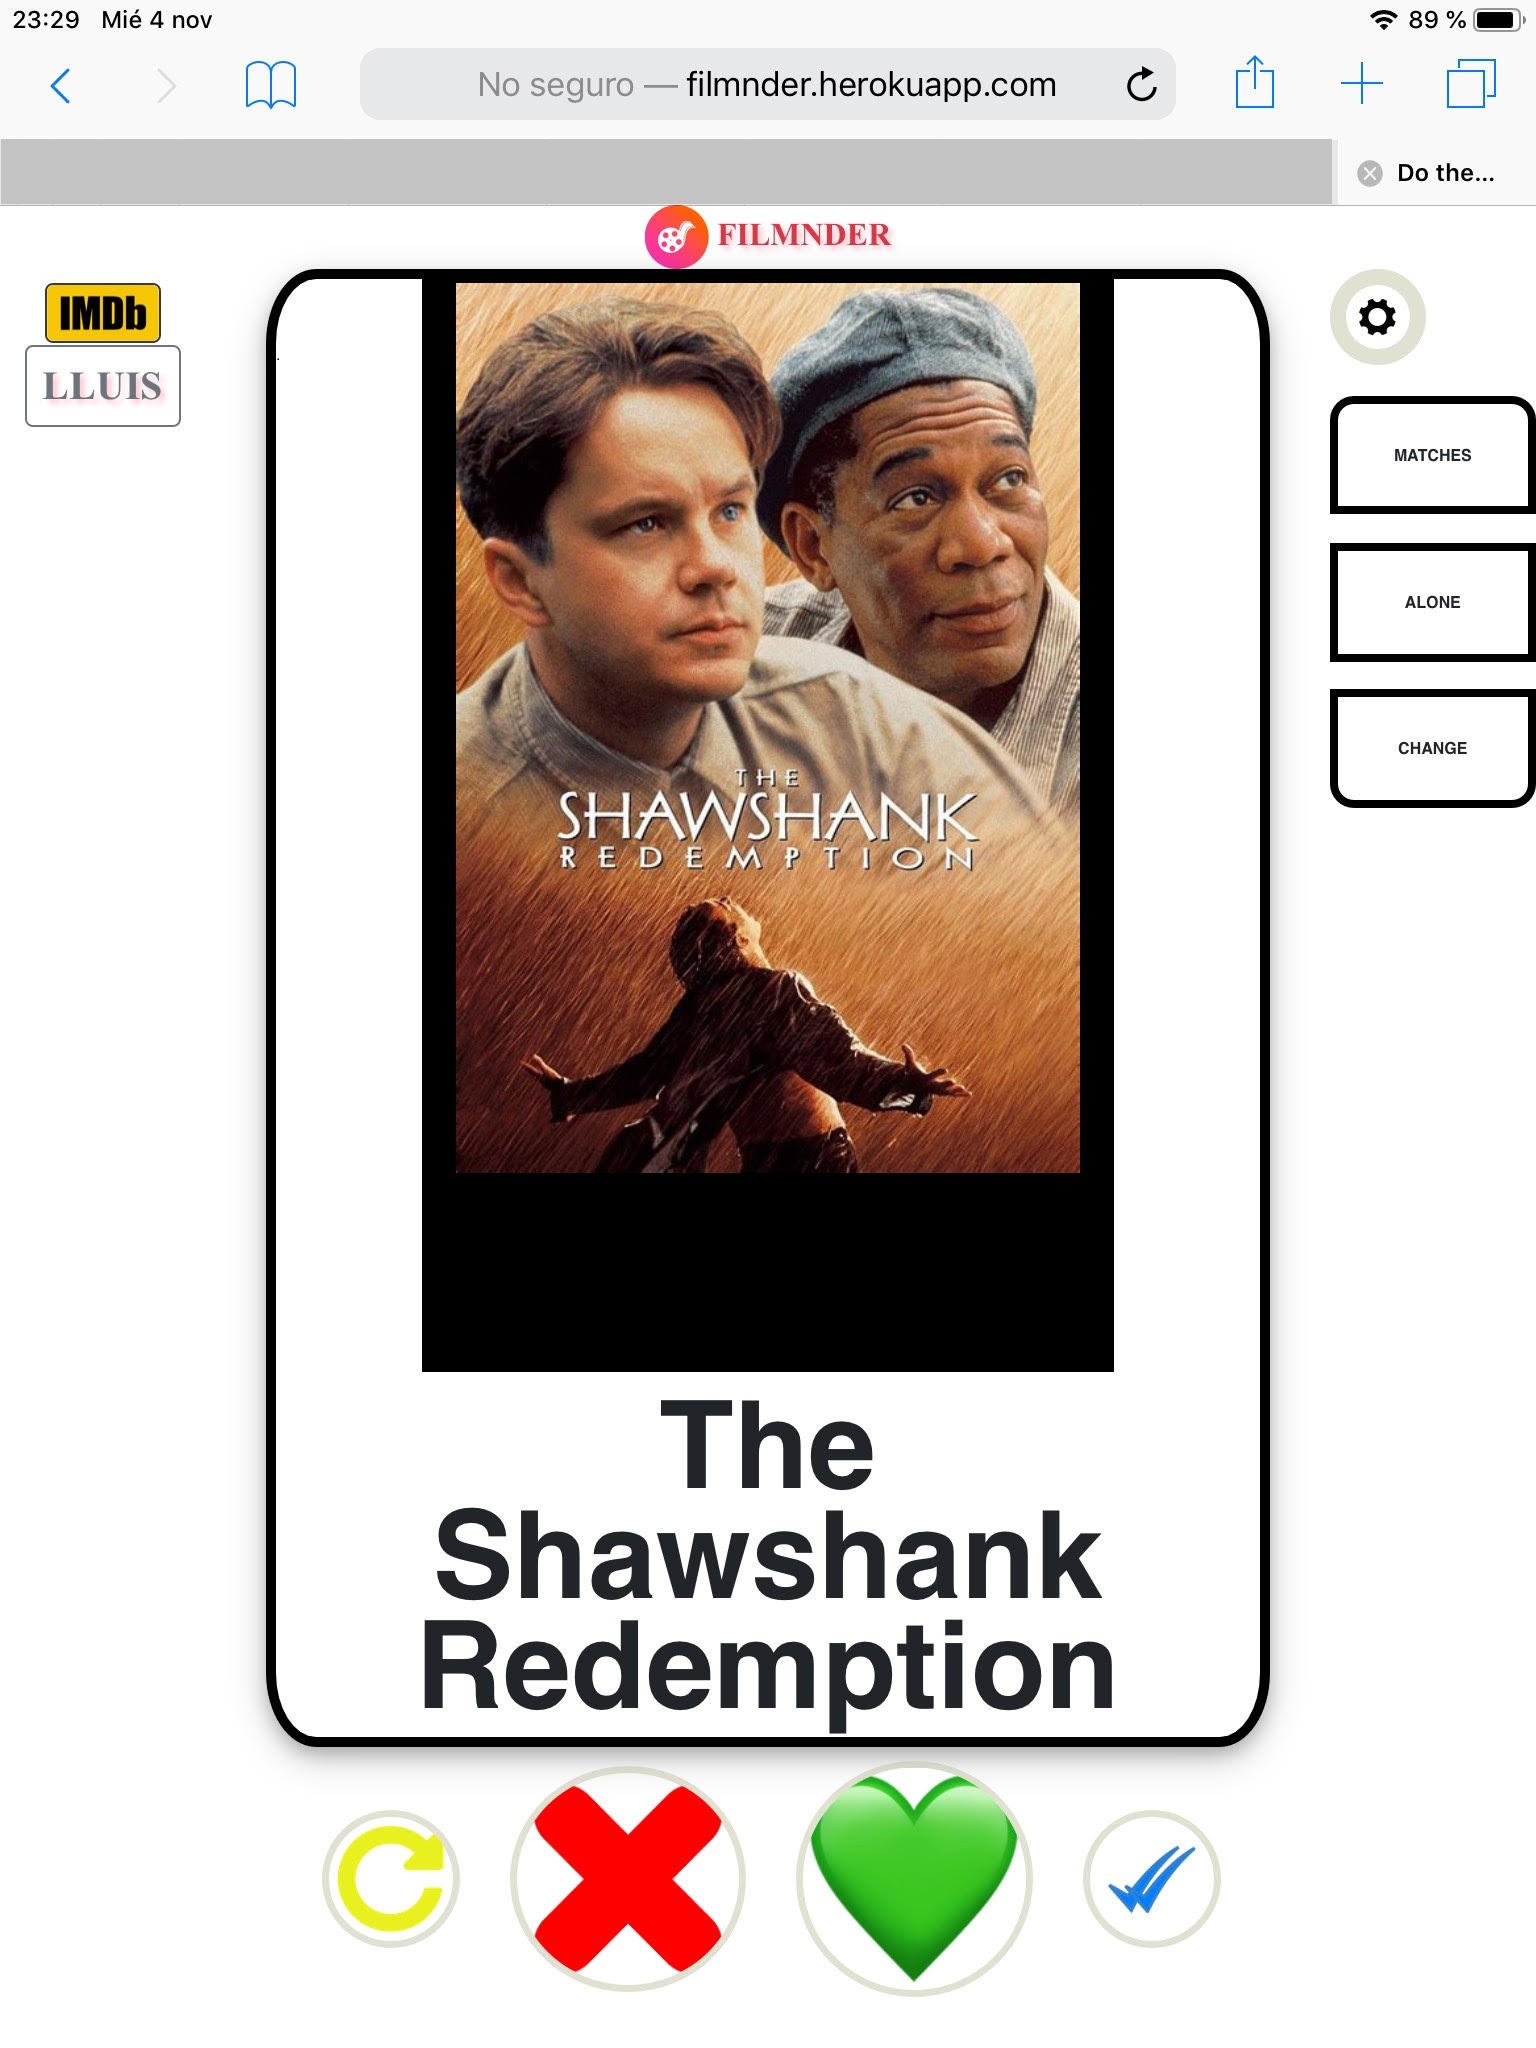 23:29 Mié 4 nov
89 %
No seguro — filmnder.herokuapp.com
Do the...
FILMNDER
IMDb
LLUIS
MATCHES
ALONE
CHANGE
THE
SHAWSHANK
REDEMPTION
The
Shawshank
Redemption